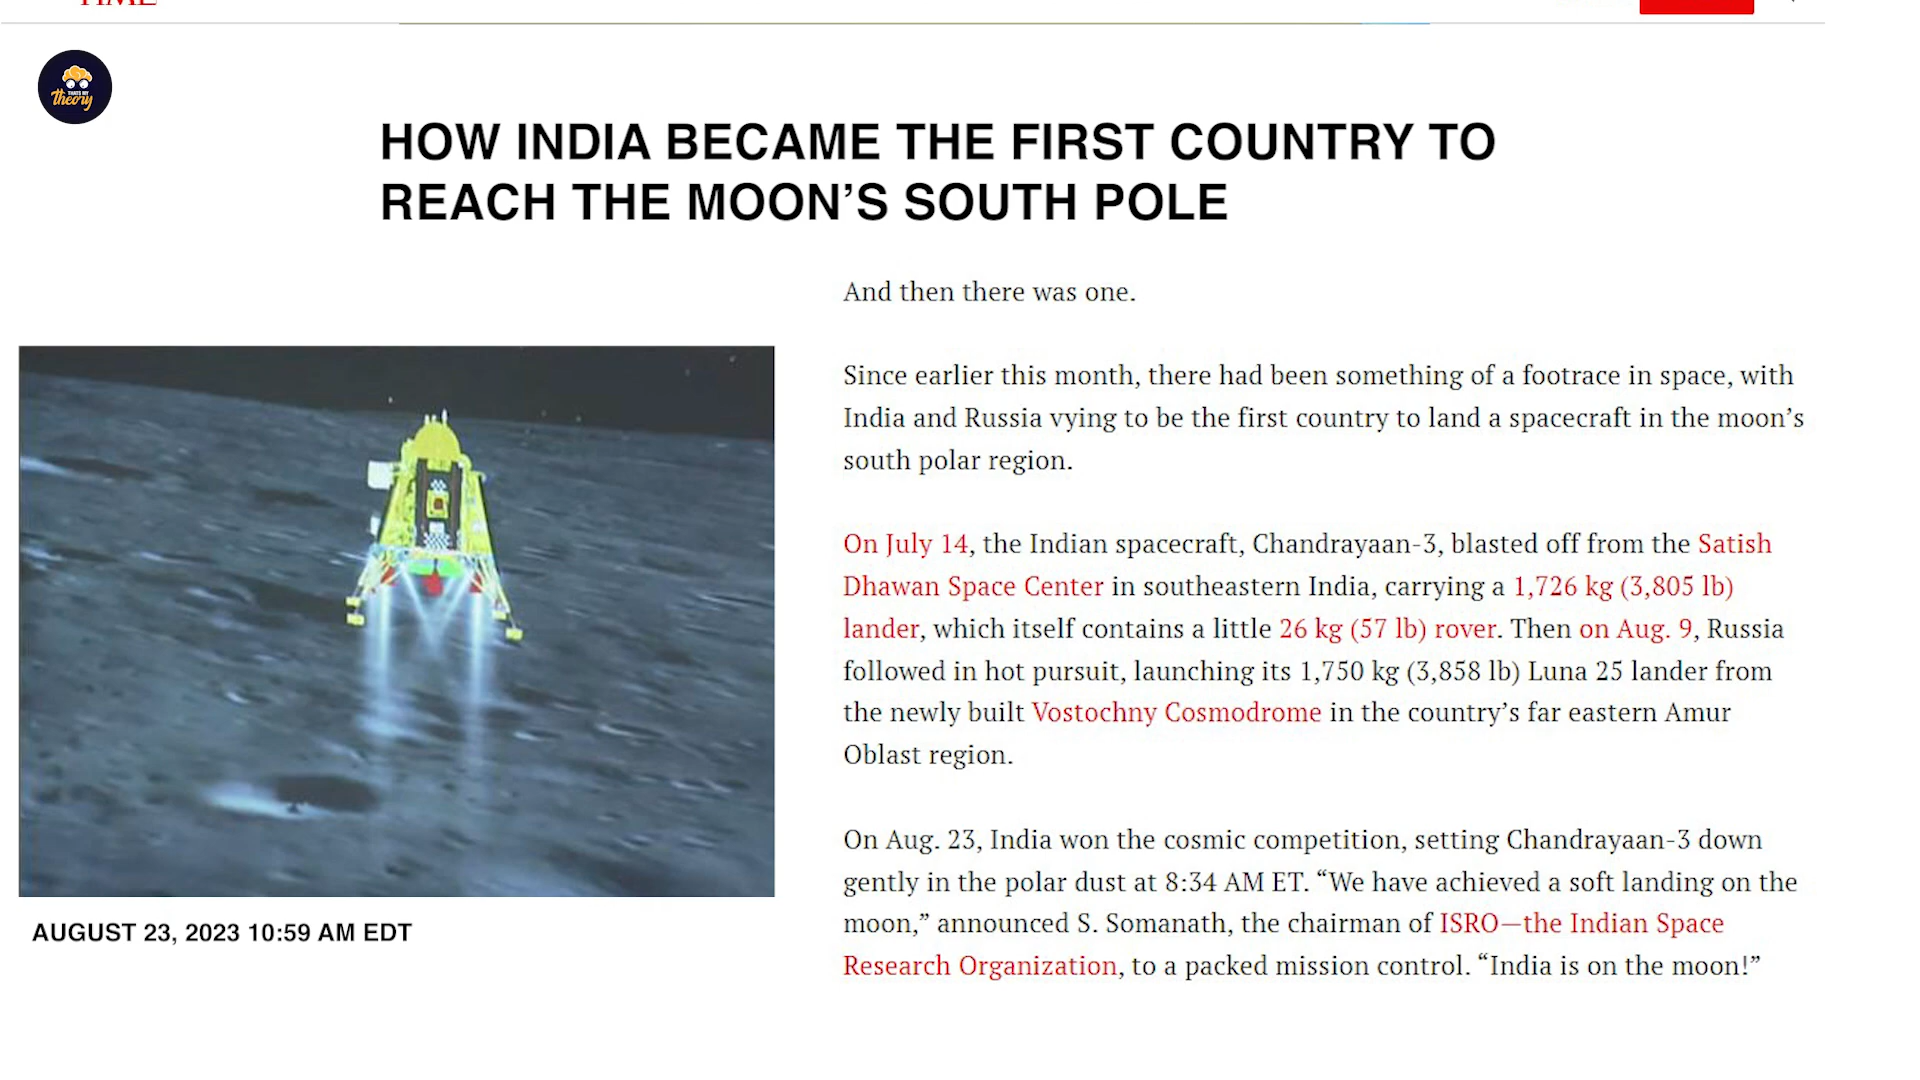 TIME
THATS MY
theory
HOW INDIA BECAME THE FIRST COUNTRY TO
REACH THE MOON’S SOUTH POLE
And then there was one.
Since earlier this month, there had been something of a footrace in space, with
India and Russia vying to be the first country to land a spacecraft in the moon’s
south polar region.
On July 14, the Indian spacecraft, Chandrayaan-3, blasted off from the Satish
Dhawan Space Center in southeastern India, carrying a 1,726 kg (3,805 lb)
lander, which itself contains a little 26 kg (57 lb) rover. Then on Aug. 9, Russia
followed in hot pursuit, launching its 1,750 kg (3,858 lb) Luna 25 lander from
the newly built Vostochny Cosmodrome in the country’s far eastern Amur
Oblast region.
On Aug. 23, India won the cosmic competition, setting Chandrayaan-3 down
gently in the polar dust at 8:34 AM ET. “We have achieved a soft landing on the
moon,” announced S. Somanath, the chairman of ISRO—the Indian Space
Research Organization, to a packed mission control. “India is on the moon!”
AUGUST 23, 2023 10:59 AM EDT